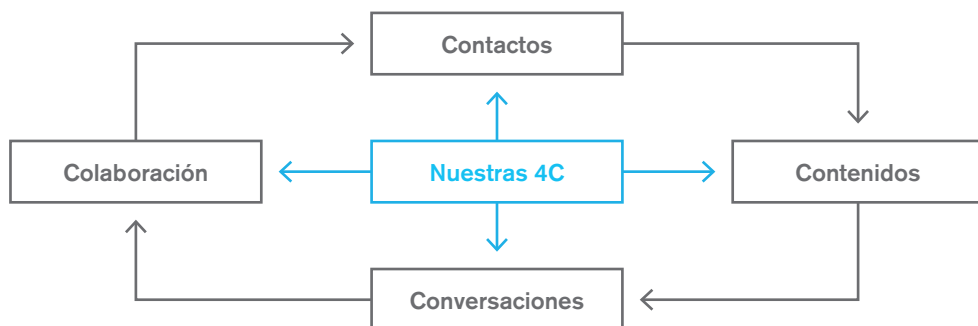 Contactos
Colaboración
Nuestras 4C
Contenidos
Conversaciones